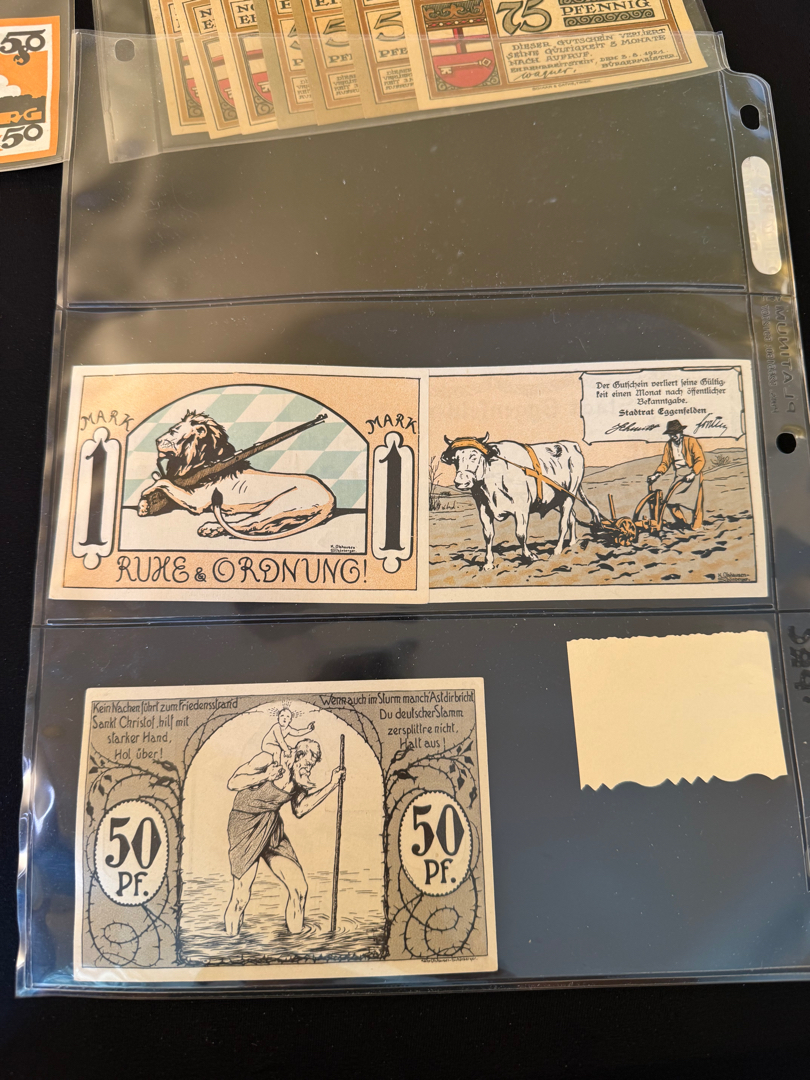 50
RG
50
75
PFENNIG
DIESER GUTSCHEIN VERLIERT
SEINE GÜLTIGKEIT 3 MONATE
NACH AUFRUF.
Der Gutschein verliert seine Gültig-
keit einen Monat nach öffentlicher
Bekanntgabe.
Stadtrat Eggenfelden
MARK
1
MARK
1
RUHE & ORDNUNG!
Kein Nachen führt zum Friedensstrand
Sankt Christof, hilf mit
starker Hand,
Hol über!
Wenn auch im Sturm manch' Ast dir bricht
Du deutscher Stamm
zersplittre nicht,
Halt aus!
50
PF.
50
PF.